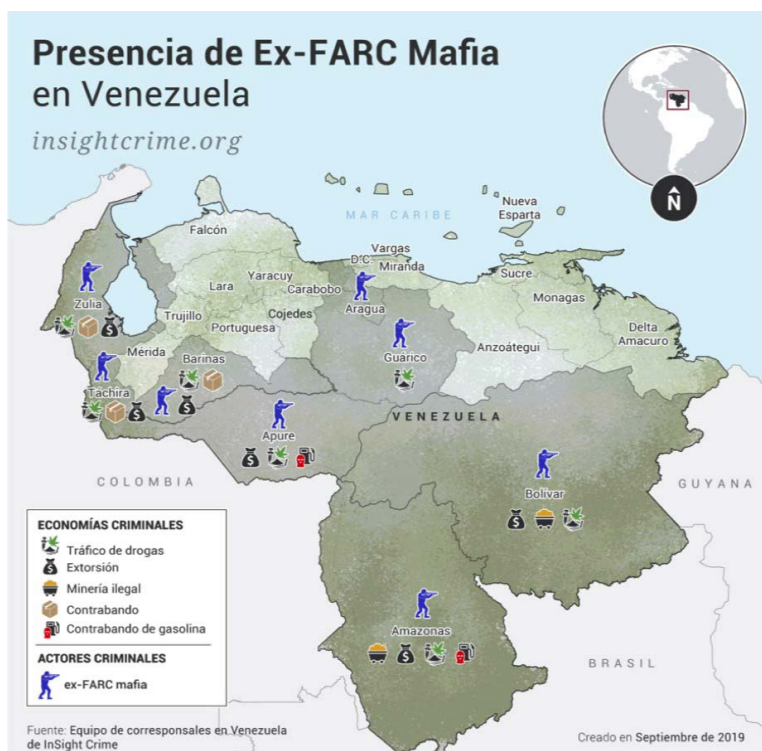 Presencia de Ex-FARC Mafia
en Venezuela
insightcrime.org
N
MAR CARIBE
Nueva
Esparta
Falcón
Vargas
D.C.
Miranda
Sucre
Yaracuy
Lara
Carabobo
Aragua
Monagas
Zulia
Trujillo
Cojedes
Portuguesa
Delta
Amacuro
Mérida
Barinas
Guárico
Anzoátegui
Táchira
VENEZUELA
Apure
COLOMBIA
Bolívar
GUYANA
Amazonas
BRASIL
ECONOMÍAS CRIMINALES
Tráfico de drogas
Extorsión
Minería ilegal
Contrabando
Contrabando de gasolina
ACTORES CRIMINALES
ex-FARC mafia
Fuente: Equipo de corresponsales en Venezuela
de InSight Crime
Creado en Septiembre de 2019